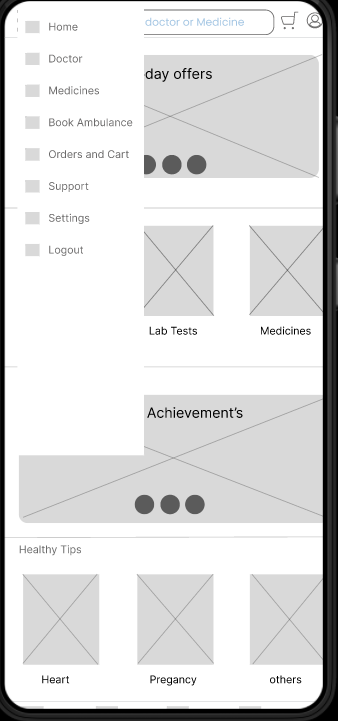 Home
doctor or Medicine
Doctor
day offers
Medicines
Book Ambulance
Orders and Cart
Support
Settings
Logout
Lab Tests
Medicines
Achievement's
Healthy Tips
Heart
Pregancy
others